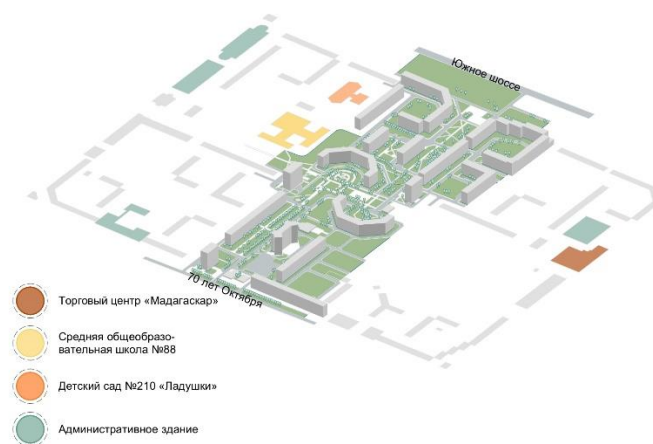 Южное шоссе
70 лет Октября
Торговый центр «Мадагаскар»
Средняя общеобразо-
вательная школа №88
Детский сад №210 «Ладушки»
Административное здание